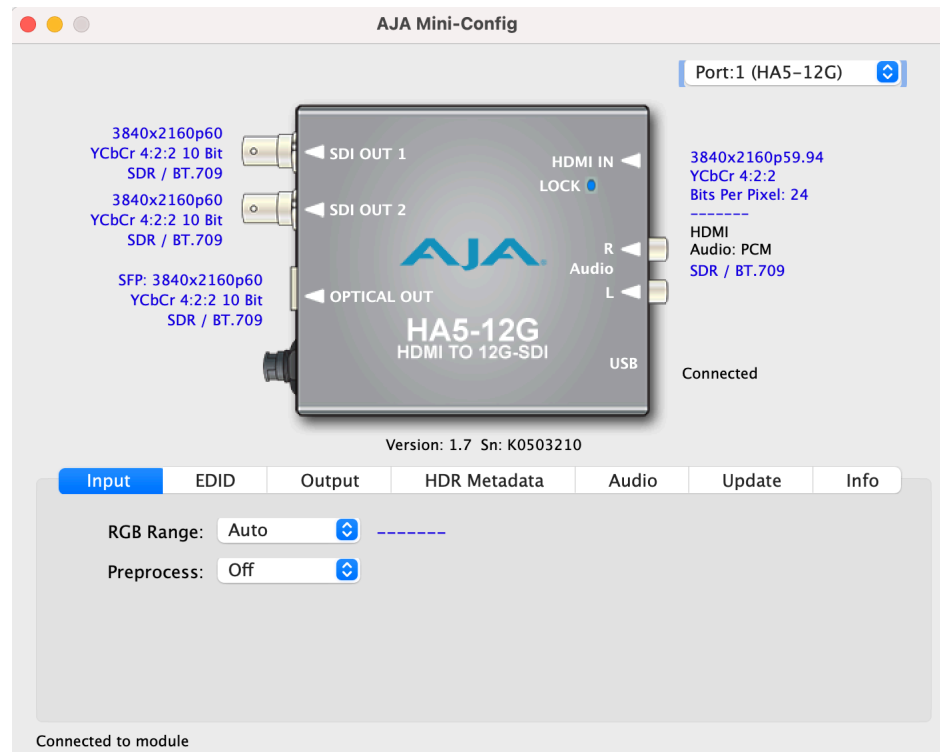 AJA Mini-Config
Port:1 (HA5-12G)
3840x2160p60
YCbCr 4:2:2 10 Bit
SDR / BT.709
3840x2160p60
YCbCr 4:2:2 10 Bit
SDR / BT.709
SFP: 3840x2160p60
YCbCr 4:2:2 10 Bit
SDR / BT.709
SDI OUT 1
SDI OUT 2
OPTICAL OUT
HDMI IN
LOCK
AJA
R
Audio
L
HA5-12G
HDMI TO 12G-SDI
USB
3840x2160p59.94
YCbCr 4:2:2
Bits Per Pixel: 24
-------
HDMI
Audio: PCM
SDR / BT.709
Connected
Version: 1.7 Sn: K0503210
Input EDID Output HDR Metadata Audio Update Info
RGB Range: Auto -------
Preprocess: Off
Connected to module